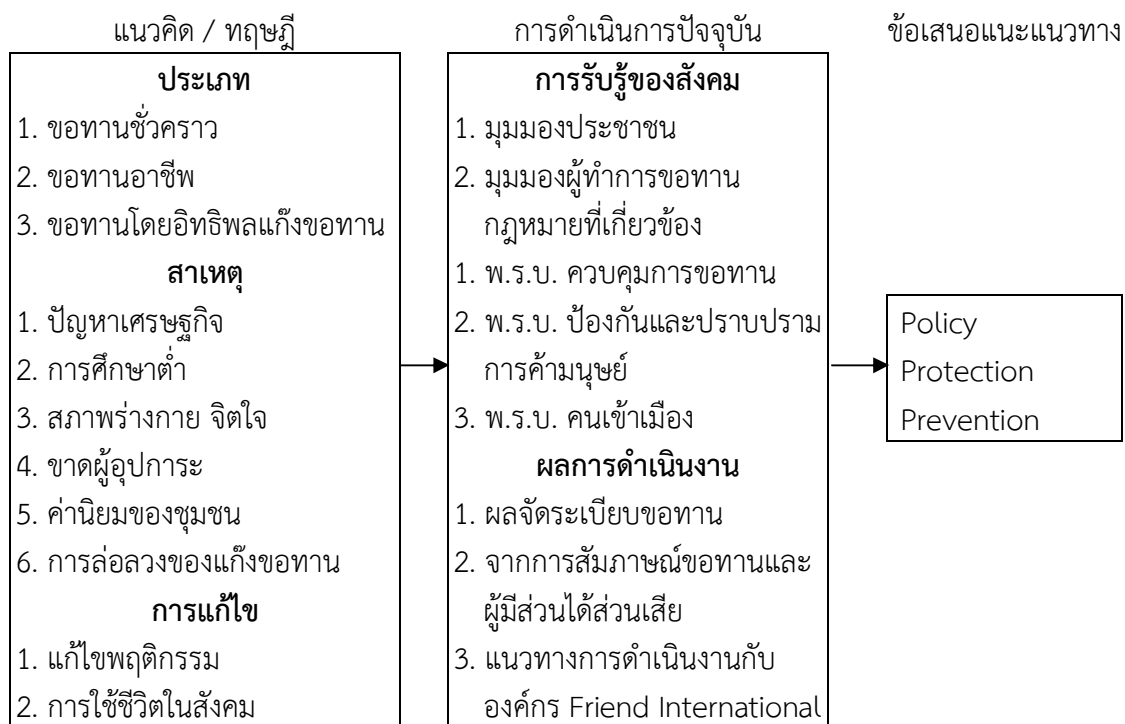 แนวคิด / ทฤษฎี
ประเภท
1. ขอทานชั่วคราว
2. ขอทานอาชีพ
3. ขอทานโดยอิทธิพลแก๊งขอทาน
สาเหตุ
1. ปัญหาเศรษฐกิจ
2. การศึกษาต่ำ
3. สภาพร่างกาย จิตใจ
4. ขาดผู้อุปการะ
5. ค่านิยมของชุมชน
6. การล่อลวงของแก๊งขอทาน
การแก้ไข
1. แก้ไขพฤติกรรม
2. การใช้ชีวิตในสังคม
การดำเนินการปัจจุบัน
การรับรู้ของสังคม
1. มุมมองประชาชน
2. มุมมองผู้ทำการขอทาน
กฎหมายที่เกี่ยวข้อง
1. พ.ร.บ. ควบคุมการขอทาน
2. พ.ร.บ. ป้องกันและปราบปราม
การค้ามนุษย์
3. พ.ร.บ. คนเข้าเมือง
ผลการดำเนินงาน
1. ผลจัดระเบียบขอทาน
2. จากการสัมภาษณ์ขอทานและ
ผู้มีส่วนได้ส่วนเสีย
3. แนวทางการดำเนินงานกับ
องค์กร Friend International
ข้อเสนอแนะแนวทาง
Policy
Protection
Prevention